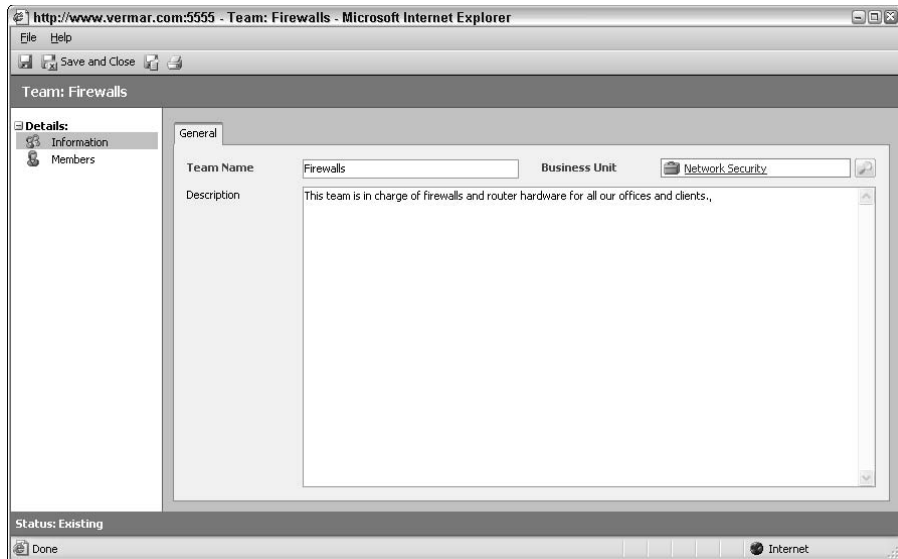 http://www.vermar.com:5555 - Team: Firewalls - Microsoft Internet Explorer
File Help
Save and Close
Team: Firewalls
Details:
Information
Members
General
Team Name Firewalls Business Unit Network Security
Description This team is in charge of firewalls and router hardware for all our offices and clients.,
Status: Existing
Done Internet